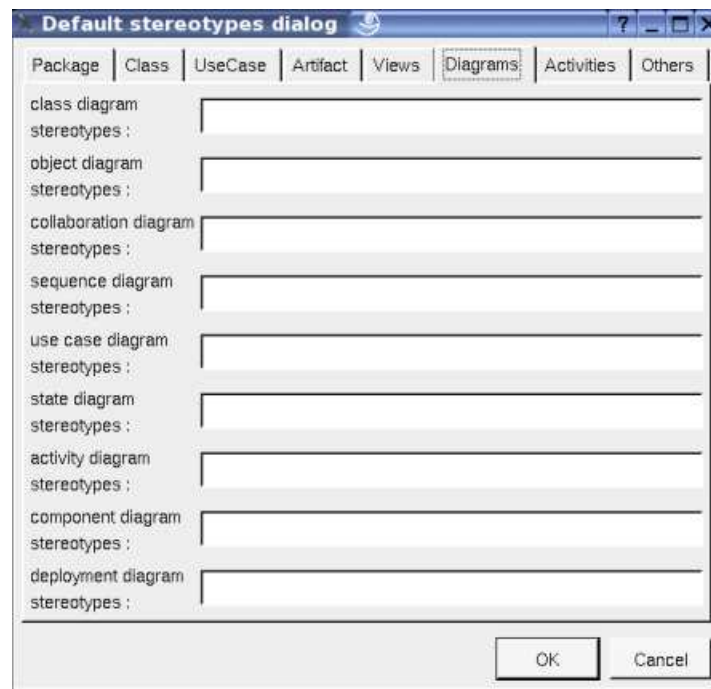 Default stereotypes dialog ? _
Package Class UseCase Artifact Views Diagrams Activities Others
class diagram
stereotypes :
object diagram
stereotypes :
collaboration diagram
stereotypes :
sequence diagram
stereotypes :
use case diagram
stereotypes :
state diagram
stereotypes :
activity diagram
stereotypes :
component diagram
stereotypes :
deployment diagram
stereotypes :
OK Cancel